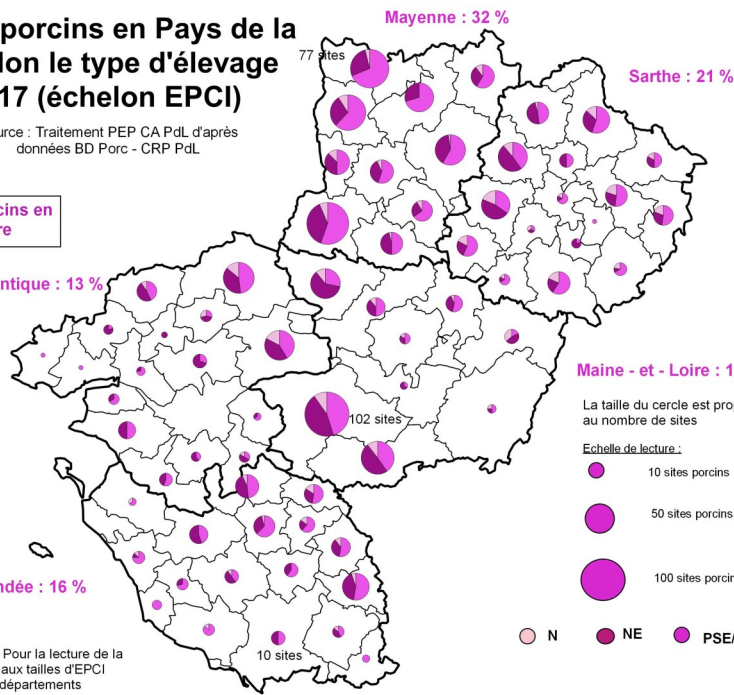 porcins en Pays de la
lon le type d'élevage
17 (échelon EPCI)
urce : Traitement PEP CA PdL d'après
données BD Porc - CRP PdL
cins en
re
Mayenne : 32 %
77 sites
Sarthe : 21 %
ntique : 13 %
Maine - et - Loire : 1
102 sites
La taille du cercle est prop
au nombre de sites
Echelle de lecture :
10 sites porcins
50 sites porcins
100 sites porcin
N NE PSE/
ndée : 16 %
10 sites
Pour la lecture de la
aux tailles d'EPCI
départements